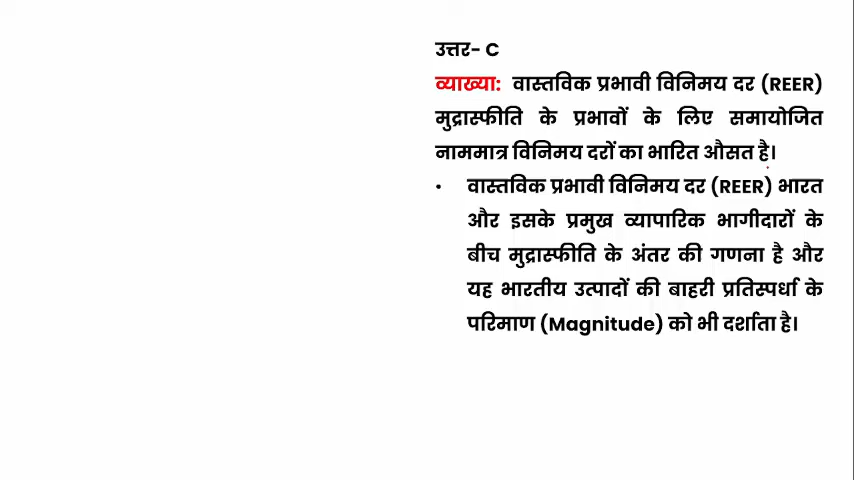 उत्तर- C
व्याख्या: वास्तविक प्रभावी विनिमय दर (REER)
मुद्रास्फीति के प्रभावों के लिए समायोजित
नाममात्र विनिमय दरों का भारित औसत है।
• वास्तविक प्रभावी विनिमय दर (REER) भारत
और इसके प्रमुख व्यापारिक भागीदारों के
बीच मुद्रास्फीति के अंतर की गणना है और
यह भारतीय उत्पादों की बाहरी प्रतिस्पर्धा के
परिमाण (Magnitude) को भी दर्शाता है।